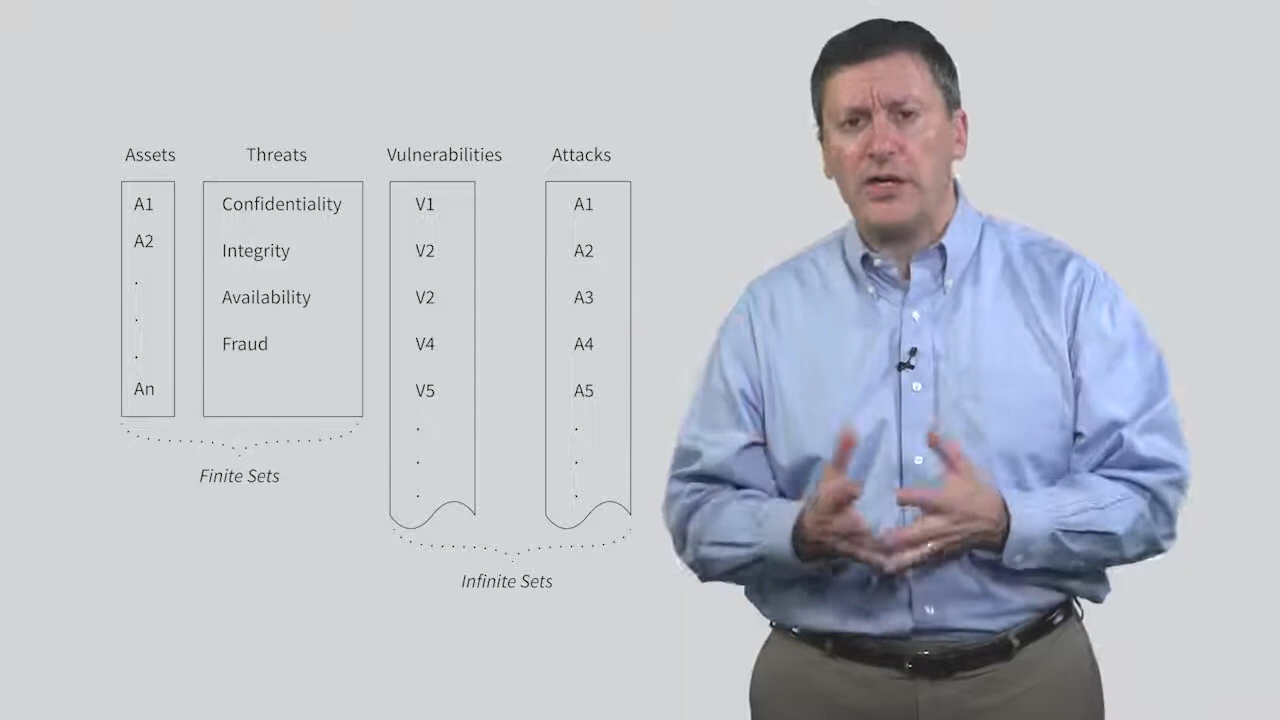 Assets Threats Vulnerabilities Attacks
A1 Confidentiality V1 A1
A2 Integrity V2 A2
. Availability V2 A3
. Fraud V4 A4
.
An V5 A5
. .
. .
. .
Finite Sets
Infinite Sets